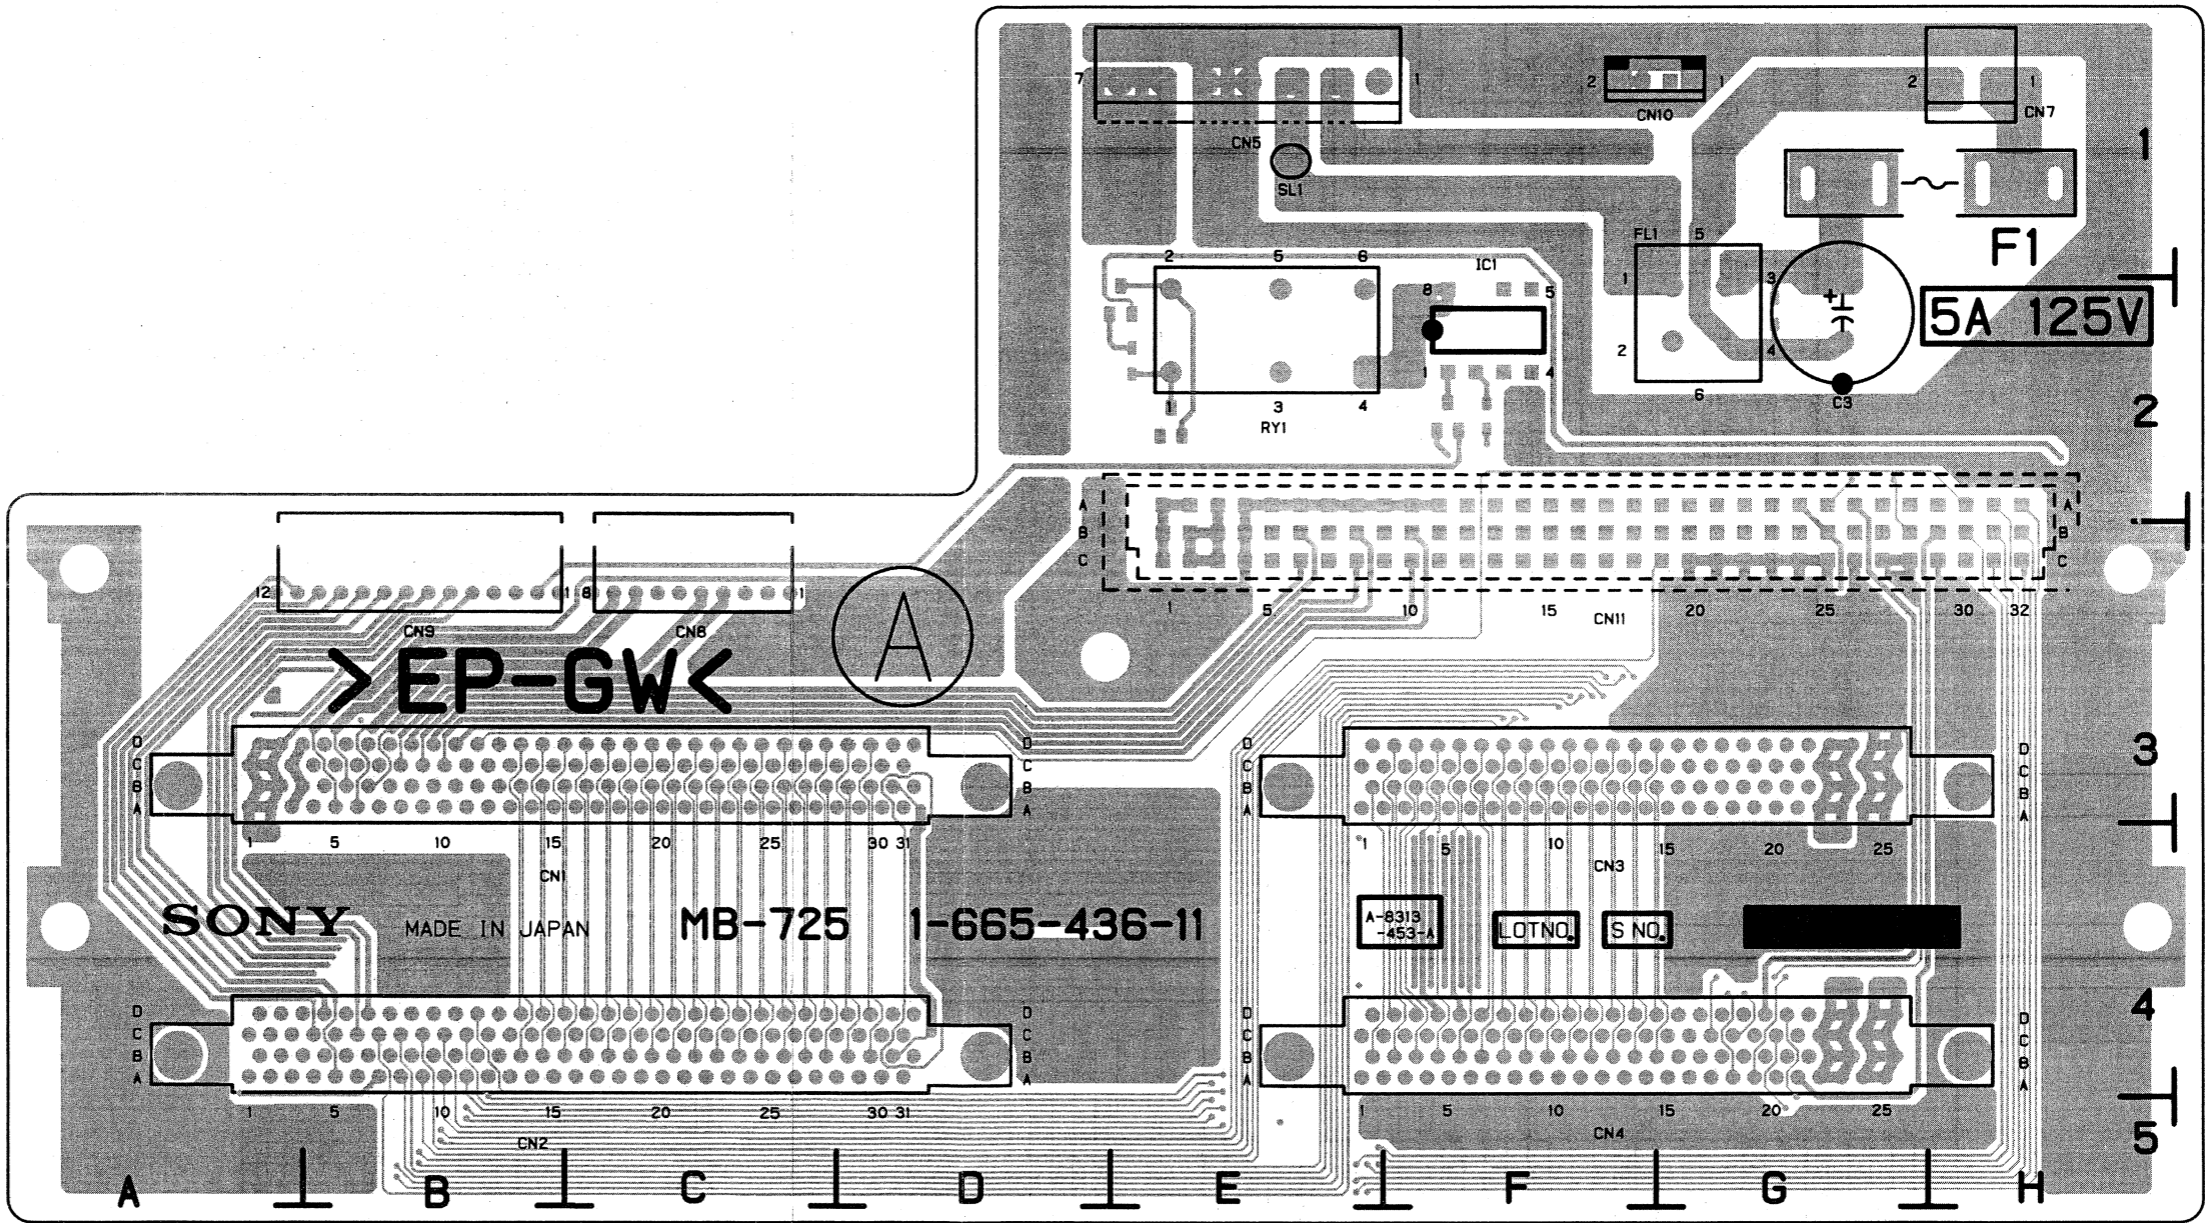 7 1 2 1 2 1
CN5 CN10 CN7
1
SL1
F1
FL1 5
2 5 6 IC1
8 5 1 3
5A 125V
+
2 4
1 4
1 3 4 6 C3
RY1
2
A A
B B
C C
1 5 10 15 20 25 30 32
CN11
12 1 8 1
CN9 CN8
A
>EP-GW<
D D D D
C C C C
B B B B
A A A A
3
1 5 10 15 20 25 30 31
1 5 10 15 20 25
CN1 CN3
SONY MADE IN JAPAN MB-725 1-665-436-11
A-8313
-453-A
LOTNO. S NO.
D D D D
C C C C
B B B B
A A A A
4
1 5 10 15 20 25 30 31
1 5 10 15 20 25
CN2 CN4
5
A B C D E F G H